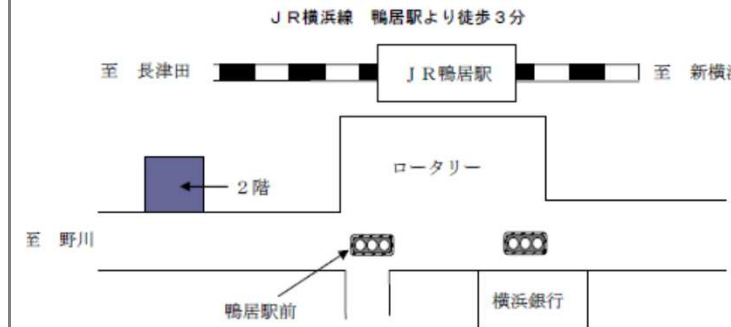 ＪＲ横浜線　鴨居駅より徒歩３分
至　長津田
ＪＲ鴨居駅
至　新横
ロータリー
２階
至　野川
鴨居駅前
横浜銀行